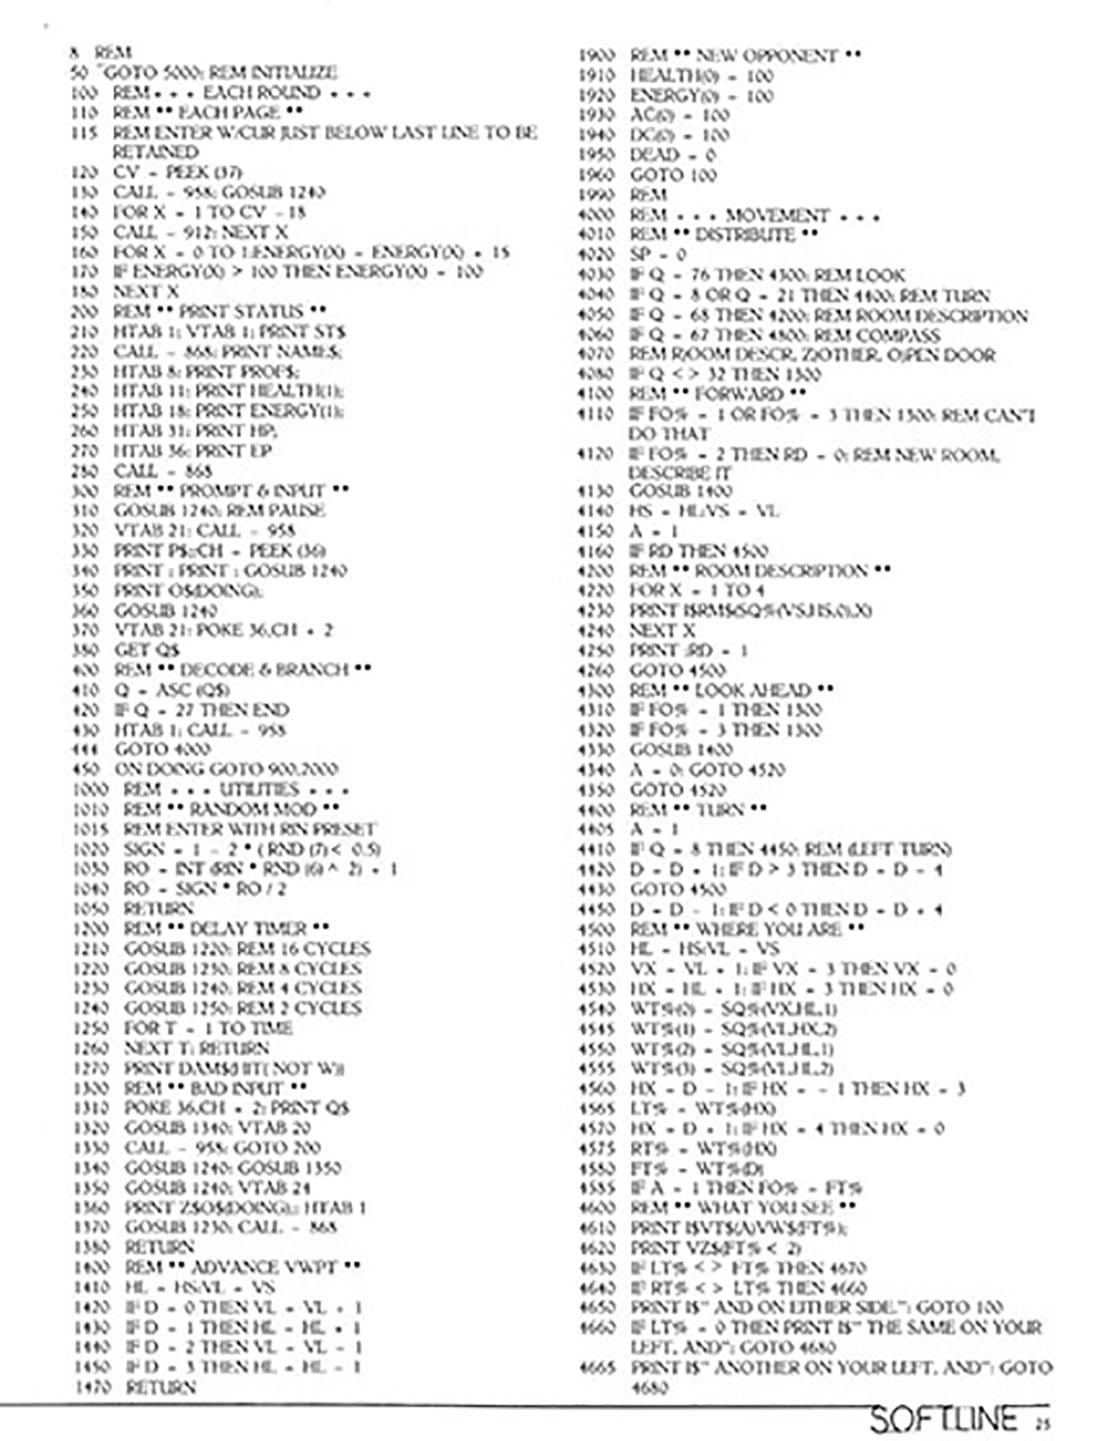 8 REM
50 GOTO 5000: REM INITIALIZE
100 REM + + + EACH ROUND + + +
110 REM ** EACH PAGE **
115 REM ENTER W/CUR JUST BELOW LAST LINE TO BE
RETAINED
120 CV = PEEK (37)
130 CALL - 958: GOSUB 1240
140 FOR X = 1 TO CV - 18
150 CALL - 912: NEXT X
160 FOR X = 0 TO 1:ENERGY(X) = ENERGY(X) + 15
170 IF ENERGY(X) > 100 THEN ENERGY(X) = 100
180 NEXT X
200 REM ** PRINT STATUS **
210 HTAB 1: VTAB 1: PRINT ST$
220 CALL - 868: PRINT NAME$;
230 HTAB 8: PRINT PROF$;
240 HTAB 11: PRINT HEALTH(1);
250 HTAB 18: PRINT ENERGY(1);
260 HTAB 31: PRINT HP;
270 HTAB 36: PRINT EP
280 CALL - 868
300 REM ** PROMPT & INPUT **
310 GOSUB 1240: REM PAUSE
320 VTAB 21: CALL - 958
330 PRINT P$;:CH = PEEK (36)
340 PRINT : PRINT : GOSUB 1240
350 PRINT O$(DOING);
360 GOSUB 1240
370 VTAB 21: POKE 36,CH + 2
380 GET Q$
400 REM ** DECODE & BRANCH **
410 Q = ASC (Q$)
420 IF Q = 27 THEN END
430 HTAB 1: CALL - 958
444 GOTO 4000
450 ON DOING GOTO 900,2000
1000 REM + + + UTILITIES + + +
1010 REM ** RANDOM MOD **
1015 REM ENTER WITH RIN PRESET
1020 SIGN = 1 - 2 * ( RND (7) < 0.5)
1030 RO = INT (RIN * RND (6) ^ 2) + 1
1040 RO = SIGN * RO / 2
1050 RETURN
1200 REM ** DELAY TIMER **
1210 GOSUB 1220: REM 16 CYCLES
1220 GOSUB 1230: REM 8 CYCLES
1230 GOSUB 1240: REM 4 CYCLES
1240 GOSUB 1250: REM 2 CYCLES
1250 FOR T = 1 TO TIME
1260 NEXT T: RETURN
1270 PRINT DAM$(HIT( NOT W))
1300 REM ** BAD INPUT **
1310 POKE 36,CH + 2: PRINT Q$
1320 GOSUB 1340: VTAB 20
1330 CALL - 958: GOTO 200
1340 GOSUB 1240: GOSUB 1350
1350 GOSUB 1240: VTAB 24
1360 PRINT Z$O$(DOING);: HTAB 1
1370 GOSUB 1230: CALL - 868
1380 RETURN
1400 REM ** ADVANCE VWPT **
1410 HL = HS:VL = VS
1420 IF D = 0 THEN VL = VL + 1
1430 IF D = 1 THEN HL = HL + 1
1440 IF D = 2 THEN VL = VL - 1
1450 IF D = 3 THEN HL = HL - 1
1470 RETURN
1900 REM ** NEW OPPONENT **
1910 HEALTH(0) = 100
1920 ENERGY(0) = 100
1930 AC(0) = 100
1940 DC(0) = 100
1950 DEAD = 0
1960 GOTO 100
1990 REM
4000 REM + + + MOVEMENT + + +
4010 REM ** DISTRIBUTE **
4020 SP = 0
4030 IF Q = 76 THEN 4300: REM LOOK
4040 IF Q = 8 OR Q = 21 THEN 4400: REM TURN
4050 IF Q = 68 THEN 4200: REM ROOM DESCRIPTION
4060 IF Q = 67 THEN 4800: REM COMPASS
4070 REM R)OOM DESCR, Z)OTHER, O)PEN DOOR
4080 IF Q < > 32 THEN 1300
4100 REM ** FORWARD **
4110 IF FO% = 1 OR FO% = 3 THEN 1300: REM CAN'T
DO THAT
4120 IF FO% = 2 THEN RD = 0: REM NEW ROOM,
DESCRIBE IT
4130 GOSUB 1400
4140 HS = HL:VS = VL
4150 A = 1
4160 IF RD THEN 4500
4200 REM ** ROOM DESCRIPTION **
4220 FOR X = 1 TO 4
4230 PRINT I$RM$(SQ%(VS,HS,0),X)
4240 NEXT X
4250 PRINT :RD = 1
4260 GOTO 4500
4300 REM ** LOOK AHEAD **
4310 IF FO% = 1 THEN 1300
4320 IF FO% = 3 THEN 1300
4330 GOSUB 1400
4340 A = 0: GOTO 4520
4350 GOTO 4520
4400 REM ** TURN **
4405 A = 1
4410 IF Q = 8 THEN 4450: REM (LEFT TURN)
4420 D = D + 1: IF D > 3 THEN D = D - 4
4430 GOTO 4500
4450 D = D - 1: IF D < 0 THEN D = D + 4
4500 REM ** WHERE YOU ARE **
4510 HL = HS:VL = VS
4520 VX = VL + 1: IF VX = 3 THEN VX = 0
4530 HX = HL + 1: IF HX = 3 THEN HX = 0
4540 WT%(0) = SQ%(VX,HL,1)
4545 WT%(1) = SQ%(VL,HX,2)
4550 WT%(2) = SQ%(VL,HL,1)
4555 WT%(3) = SQ%(VL,HL,2)
4560 HX = D - 1: IF HX = - 1 THEN HX = 3
4565 LT% = WT%(HX)
4570 HX = D + 1: IF HX = 4 THEN HX = 0
4575 RT% = WT%(HX)
4580 FT% = WT%(D)
4585 IF A = 1 THEN FO% = FT%
4600 REM ** WHAT YOU SEE **
4610 PRINT I$VT$(A)VW$(FT%);
4620 PRINT VZ$(FT% < 2)
4630 IF LT% < > FT% THEN 4670
4640 IF RT% < > LT% THEN 4660
4650 PRINT I$" AND ON EITHER SIDE.": GOTO 100
4660 IF LT% = 0 THEN PRINT I$" THE SAME ON YOUR
LEFT, AND": GOTO 4680
4665 PRINT I$" ANOTHER ON YOUR LEFT, AND": GOTO
4680
SOFTLINE 25